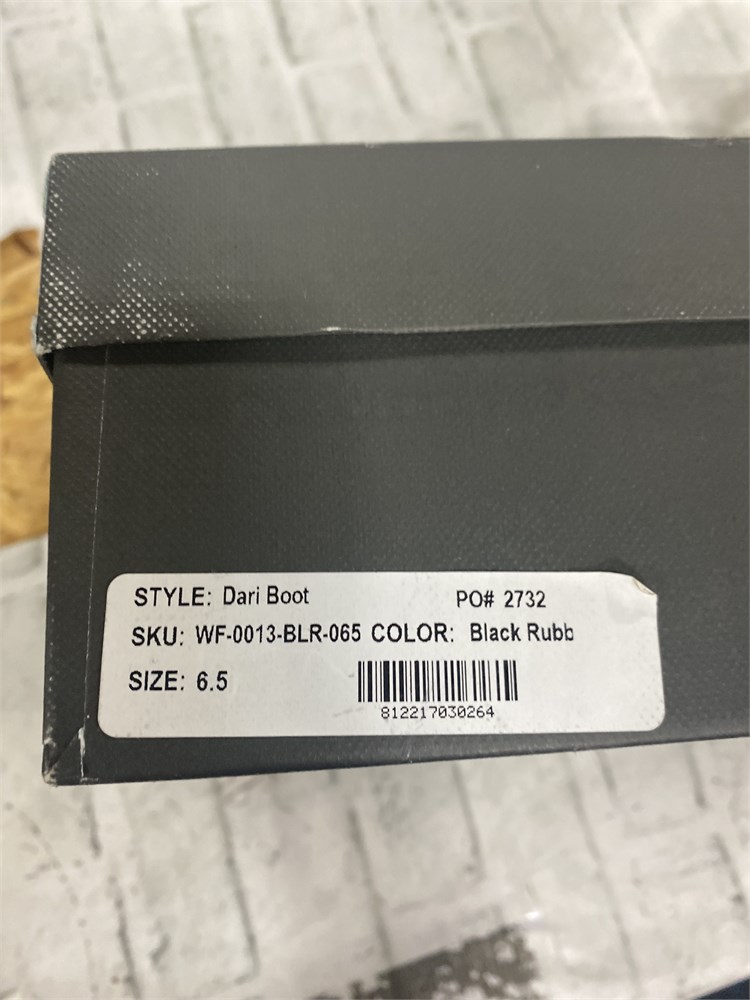 STYLE: Dari Boot PO# 2732
SKU: WF-0013-BLR-065 COLOR: Black Rubb
SIZE: 6.5
812217030264